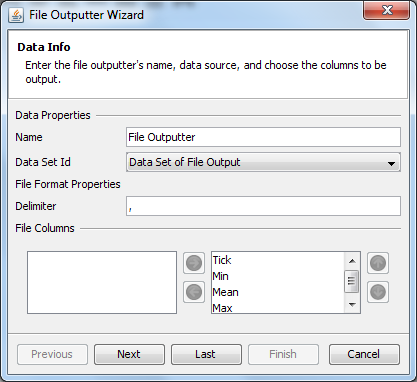 File Outputter Wizard
Data Info
Enter the file outputter's name, data source, and choose the columns to be
output.
Data Properties
Name File Outputter
Data Set Id Data Set of File Output
File Format Properties
Delimiter ,
File Columns
Tick
Min
Mean
Max
Previous Next Last Finish Cancel